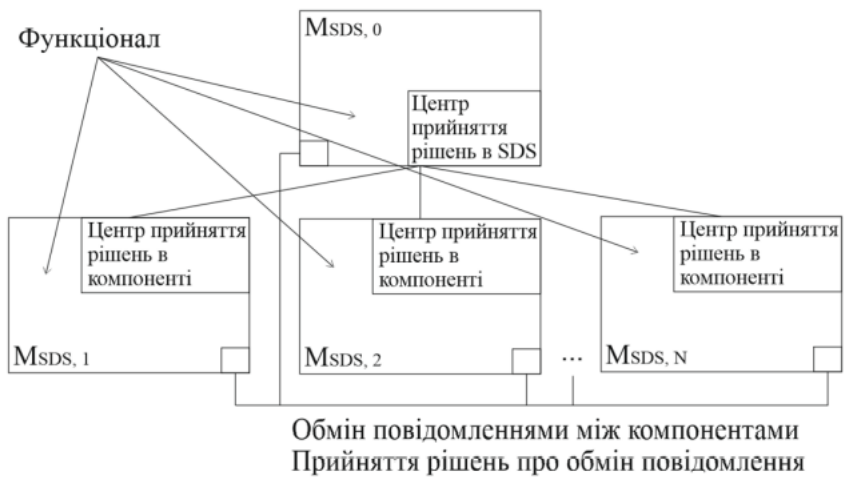 Функціонал
MSDS, 0
Центр
прийняття
рішень в SDS
Центр прийняття
рішень в
компоненті
MSDS, 1
Центр прийняття
рішень в
компоненті
MSDS, 2
...
Центр прийняття
рішень в
компоненті
MSDS, N
Обмін повідомленнями між компонентами
Прийняття рішень про обмін повідомлення